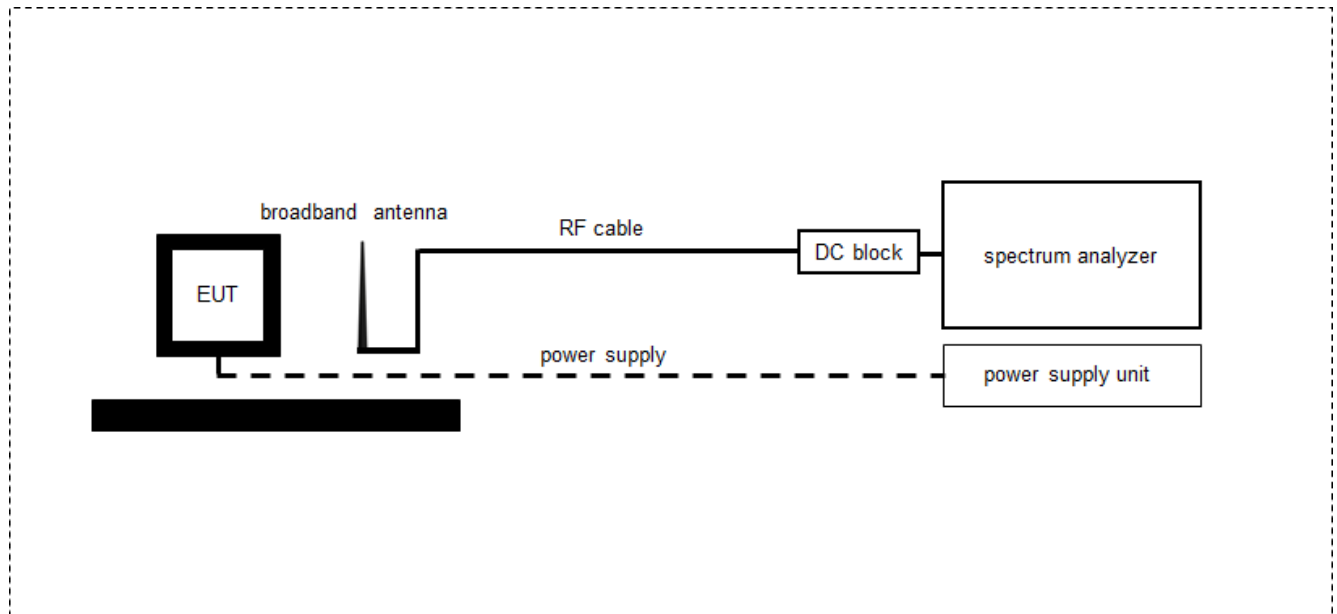 broadband antenna
RF cable
DC block
spectrum analyzer
EUT
power supply
power supply unit